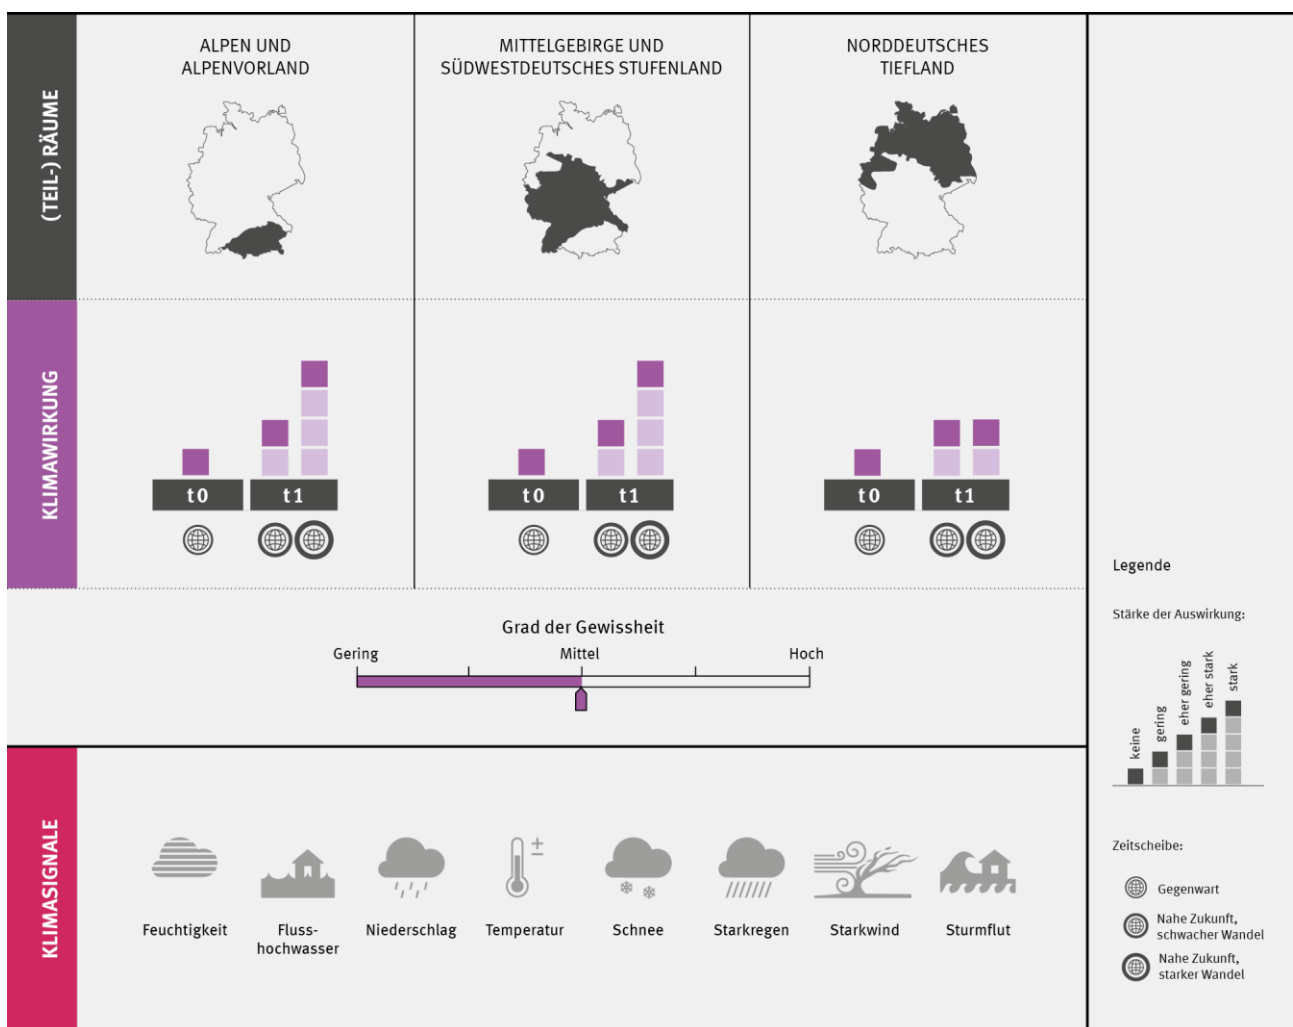 (TEIL-) RÄUME
ALPEN UND
ALPENVORLAND
MITTELGEBIRGE UND
SÜDWESTDEUTSCHES STUFENLAND
NORDDEUTSCHES
TIEFLAND
KLIMAWIRKUNG
t0 t1
t0 t1
t0 t1
Grad der Gewissheit
Gering Mittel Hoch
KLIMASIGNALE
Feuchtigkeit
Fluss-
hochwasser
Niederschlag
Temperatur
Schnee
Starkregen
Starkwind
Sturmflut
Legende
Stärke der Auswirkung:
keine
gering
eher gering
eher stark
stark
Zeitscheibe:
Gegenwart
Nahe Zukunft,
schwacher Wandel
Nahe Zukunft,
starker Wandel